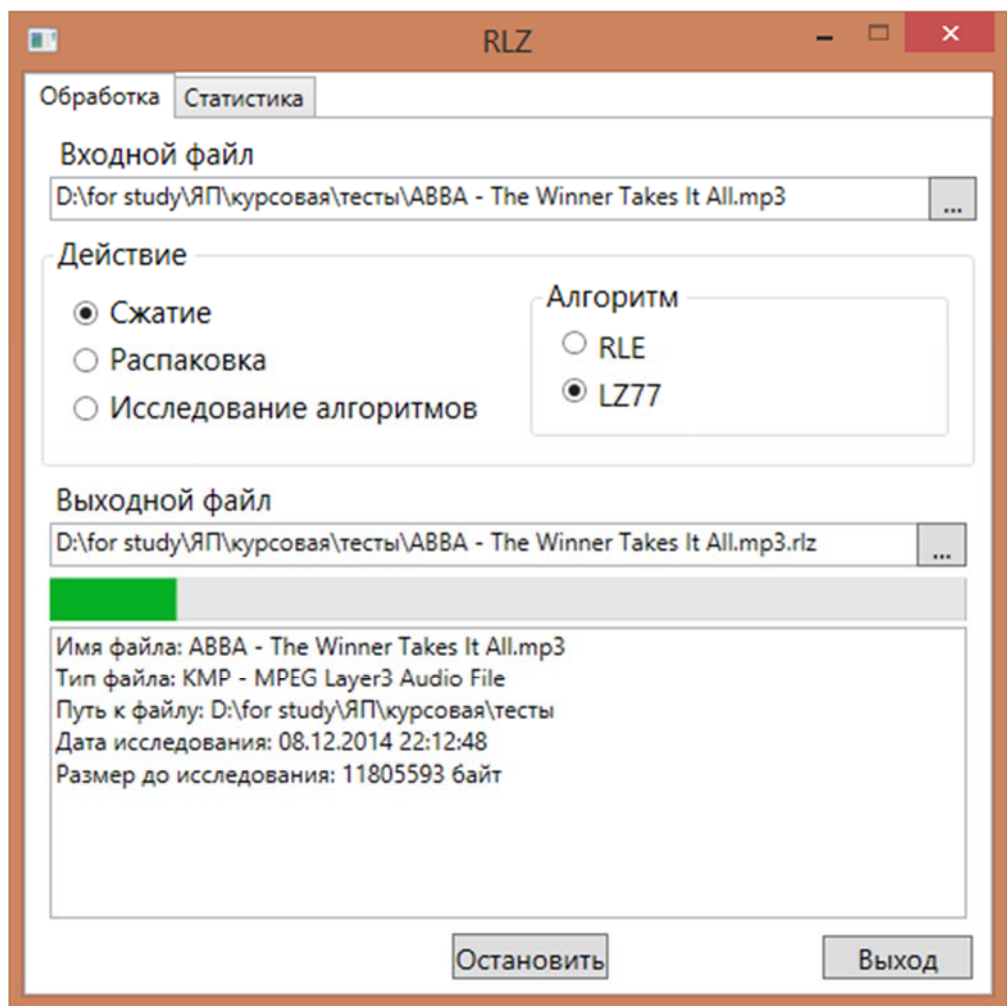 RLZ
Обработка Статистика
Входной файл
D:\for study\ЯП\курсовая\тесты\ABBA - The Winner Takes It All.mp3 ...
Действие
Алгоритм
Сжатие
RLE
Распаковка
LZ77
Исследование алгоритмов
Выходной файл
D:\for study\ЯП\курсовая\тесты\ABBA - The Winner Takes It All.mp3.rlz ...
Имя файла: ABBA - The Winner Takes It All.mp3
Тип файла: KMP - MPEG Layer3 Audio File
Путь к файлу: D:\for study\ЯП\курсовая\тесты
Дата исследования: 08.12.2014 22:12:48
Размер до исследования: 11805593 байт
Остановить Выход